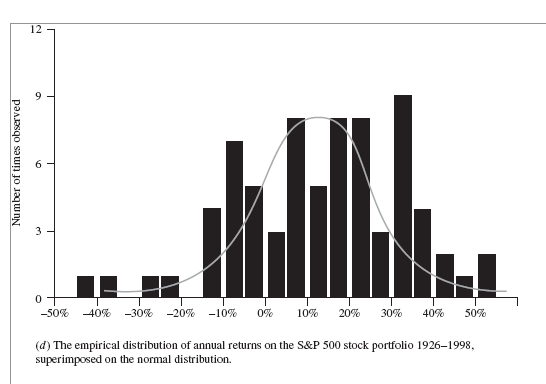 12
9
6
3
0
Number of times observed
–50% –40% –30% –20% –10% 0% 10% 20% 30% 40% 50%
(d) The empirical distribution of annual returns on the S&P 500 stock portfolio 1926–1998,
superimposed on the normal distribution.